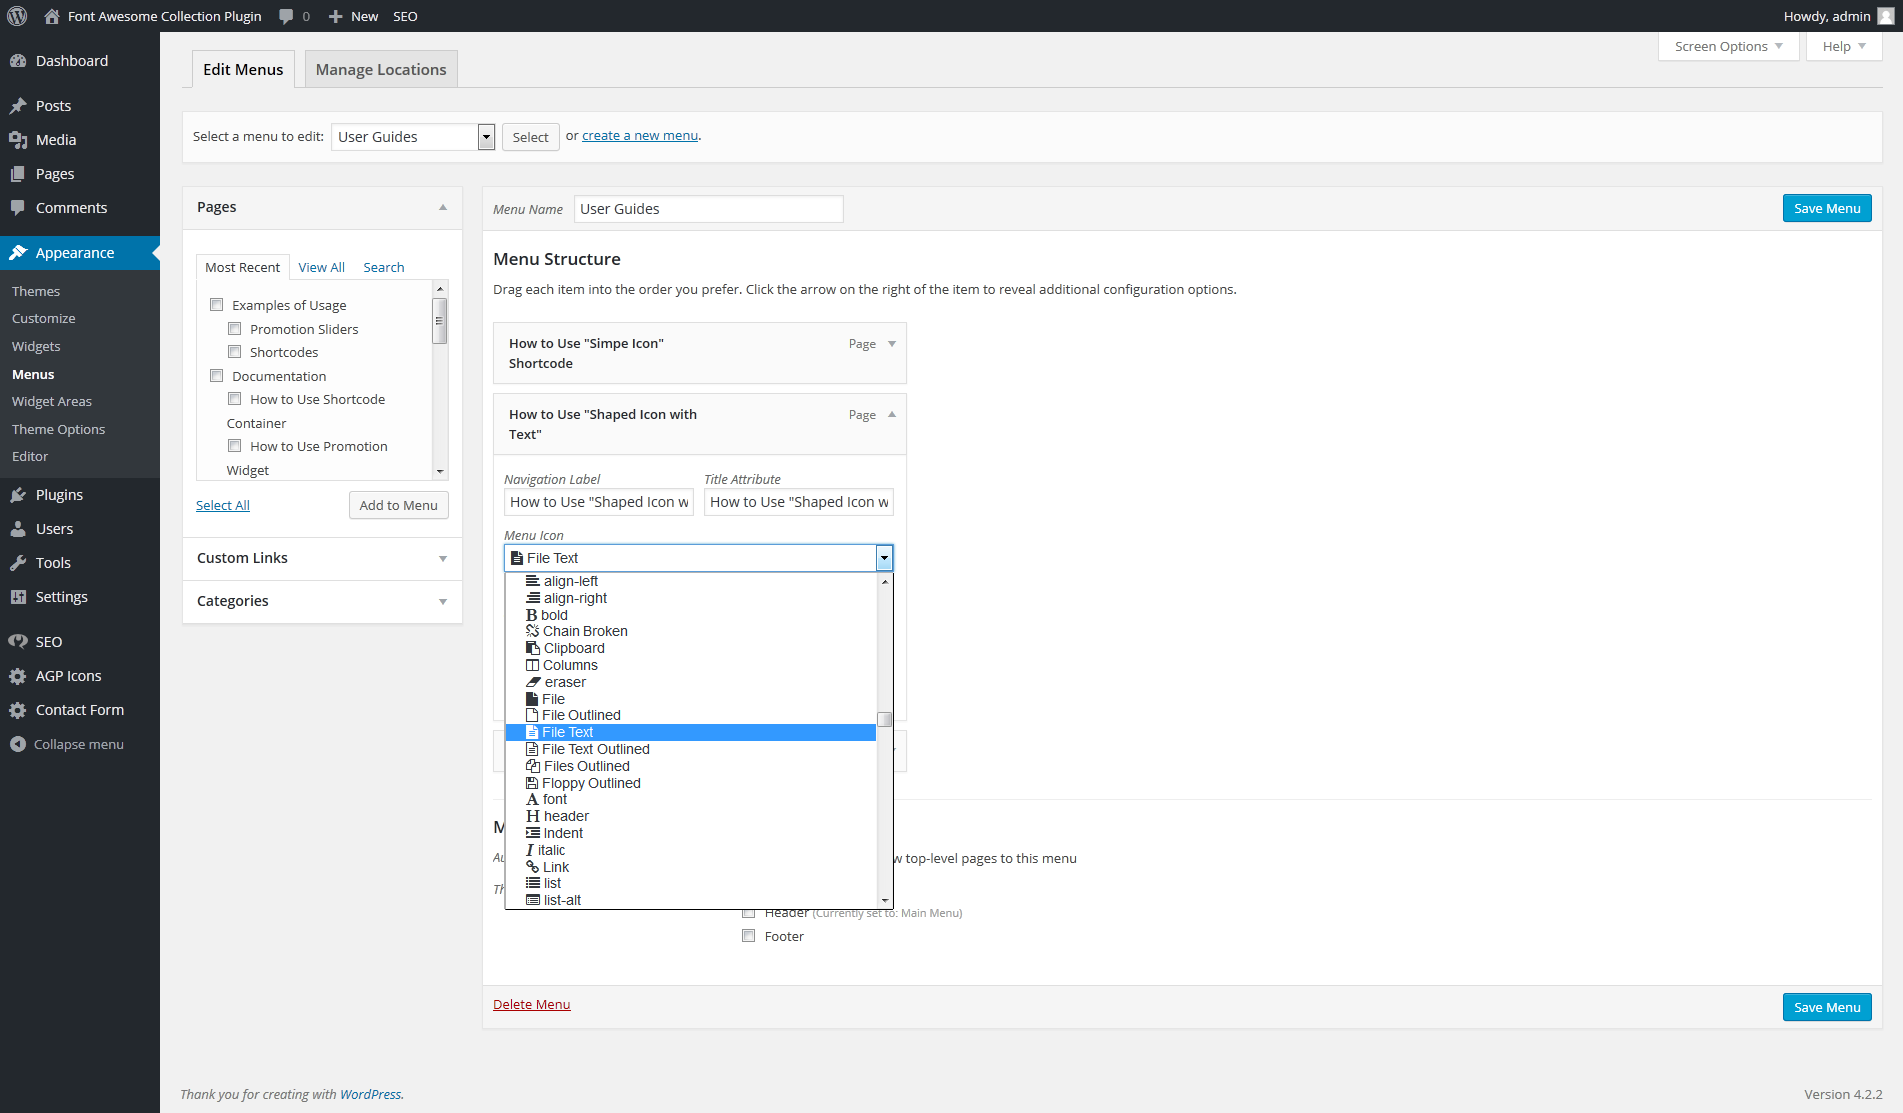 Font Awesome Collection Plugin 0 New SEO Howdy, admin
Dashboard
Posts
Media
Pages
Comments
Appearance
Themes
Customize
Widgets
Menus
Widget Areas
Theme Options
Editor
Plugins
Users
Tools
Settings
SEO
AGP Icons
Contact Form
Collapse menu
Screen Options Help
Edit Menus Manage Locations
Select a menu to edit: User Guides Select or create a new menu.
Pages
Most Recent View All Search
Examples of Usage
Promotion Sliders
Shortcodes
Documentation
How to Use Shortcode
Container
How to Use Promotion
Widget
Select All Add to Menu
Custom Links
Categories
Menu Name User Guides Save Menu
Menu Structure
Drag each item into the order you prefer. Click the arrow on the right of the item to reveal additional configuration options.
How to Use "Simpe Icon" Page
Shortcode
How to Use "Shaped Icon with Page
Text"
Navigation Label Title Attribute
How to Use "Shaped Icon w How to Use "Shaped Icon w
Menu Icon
File Text
align-left
align-right
bold
Chain Broken
Clipboard
Columns
eraser
File
File Outlined
File Text
File Text Outlined
Files Outlined
Floppy Outlined
font
header
Indent
italic
Link
list
list-alt
w top-level pages to this menu
Header (Currently set to: Main Menu)
Footer
Delete Menu Save Menu
Thank you for creating with WordPress. Version 4.2.2